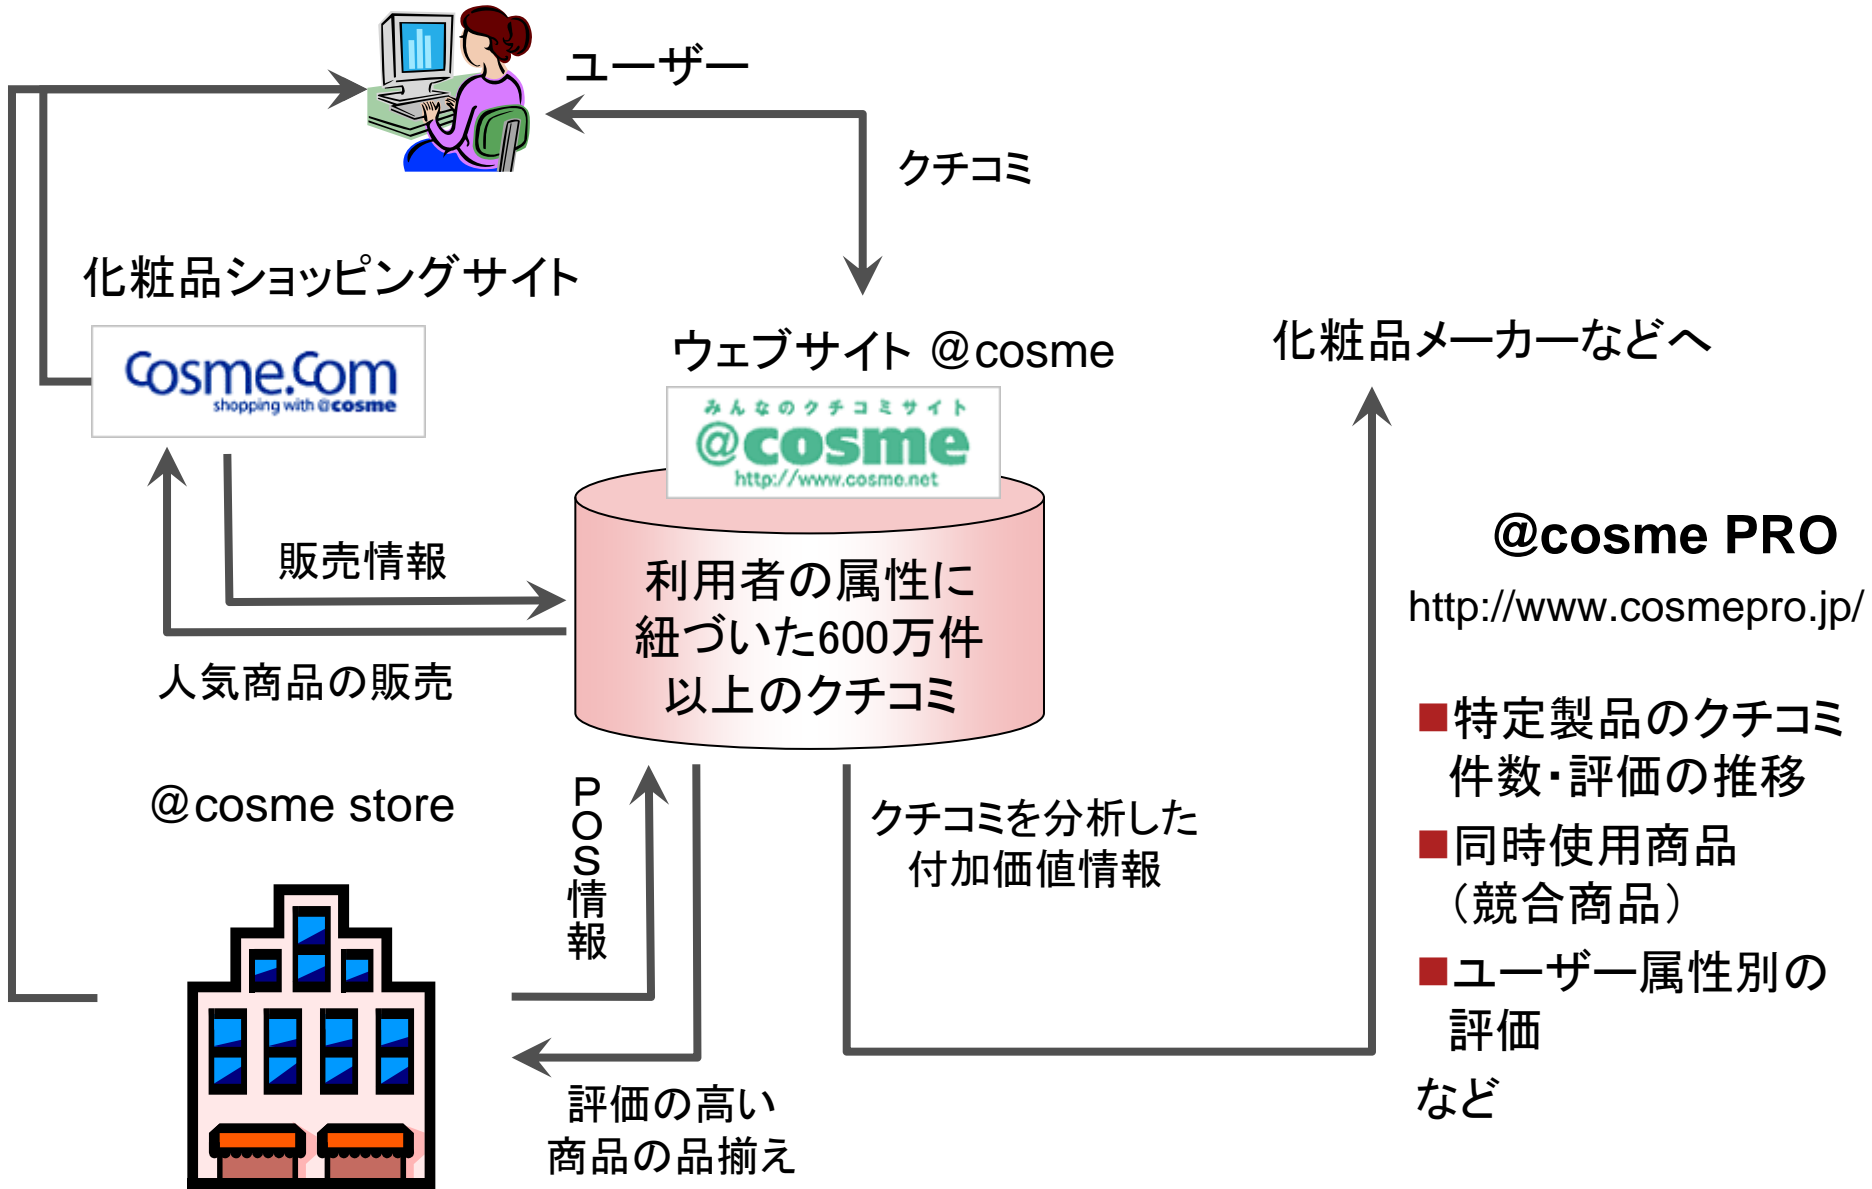 ユーザー
クチコミ
化粧品ショッピングサイト
Cosme.Com
shopping with @cosme
ウェブサイト @cosme
みんなのクチコミサイト
@cosme
http://www.cosme.net
化粧品メーカーなどへ
販売情報
人気商品の販売
利用者の属性に
紐づいた600万件
以上のクチコミ
@cosme PRO
http://www.cosmepro.jp/
■特定製品のクチコミ
件数・評価の推移
■同時使用商品
（競合商品）
■ユーザー属性別の
評価
など
@cosme store
POS情報
クチコミを分析した
付加価値情報
評価の高い
商品の品揃え